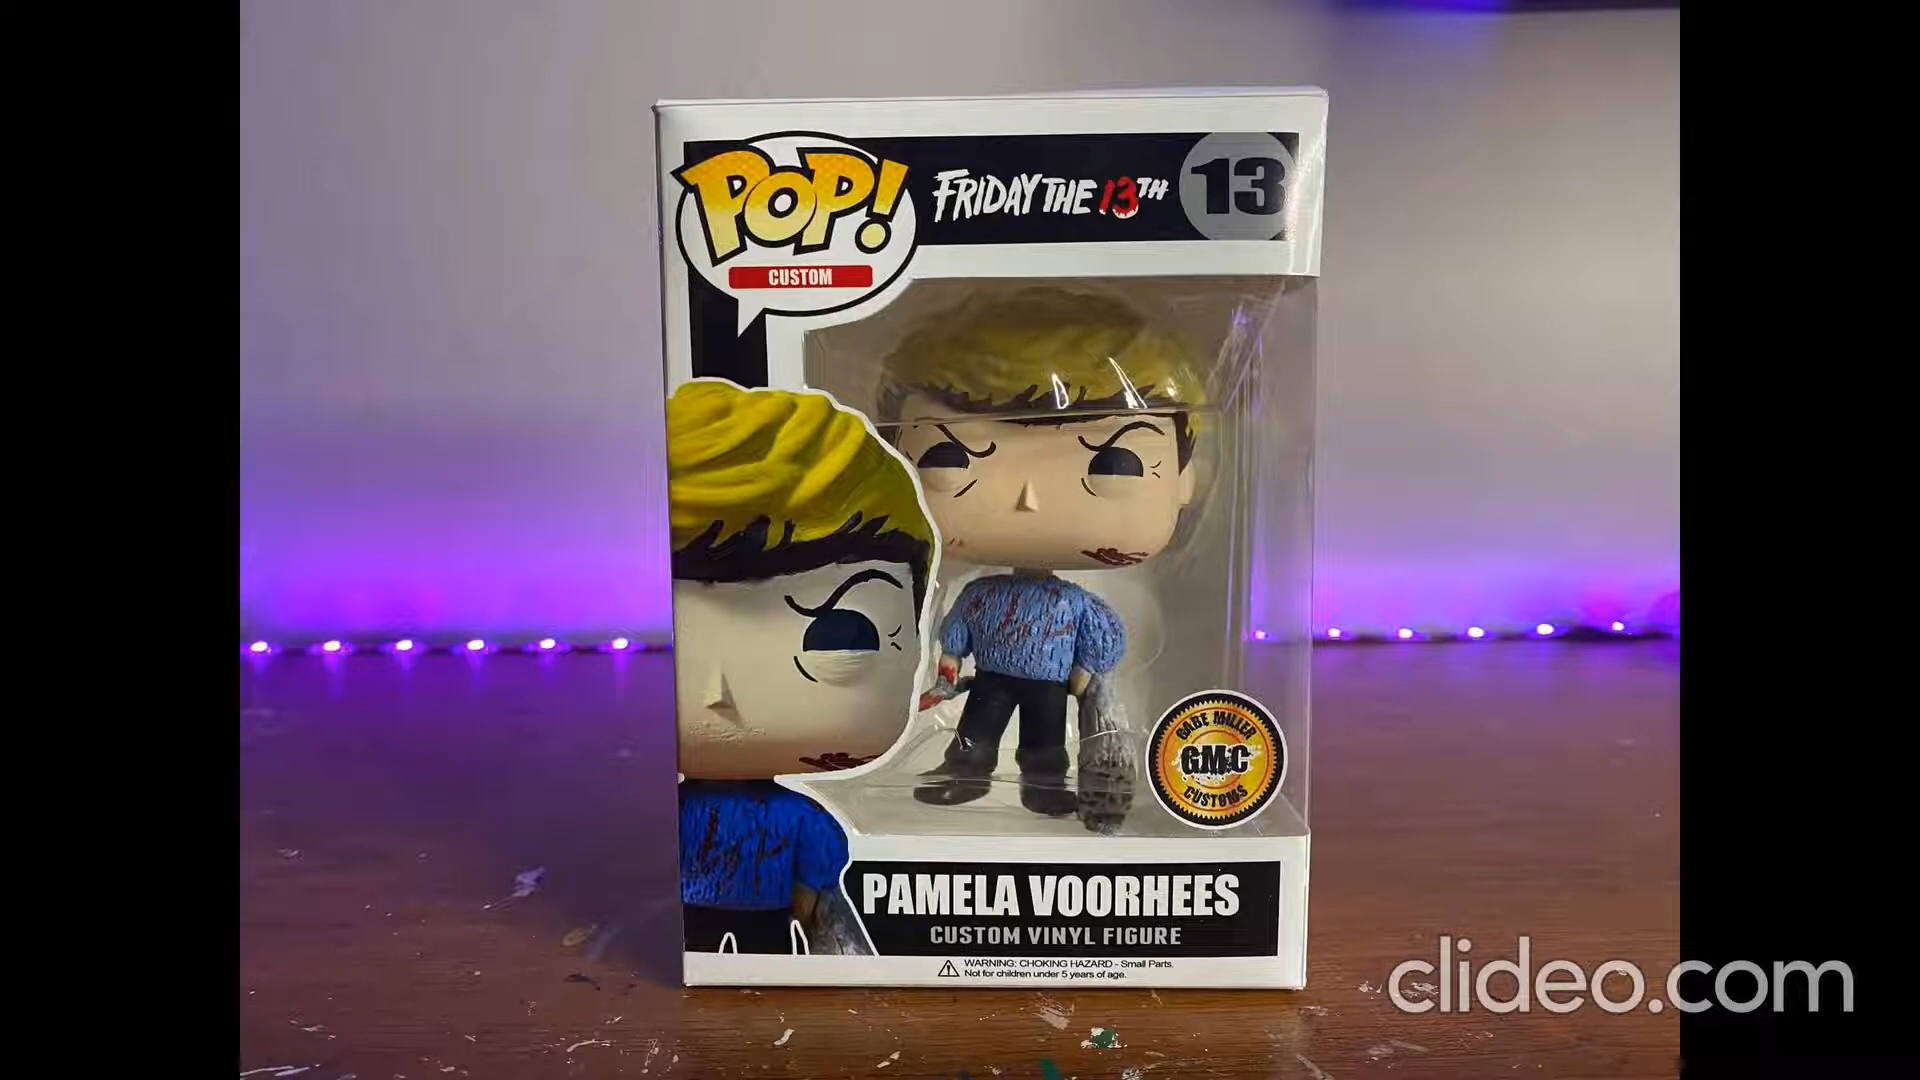 POP!
CUSTOM
FRIDAY THE 13TH
13
GABE MILLER
GMC
CUSTOMS
PAMELA VOORHEES
CUSTOM VINYL FIGURE
WARNING: CHOKING HAZARD - Small Parts.
Not for children under 5 years of age.
clideo.com